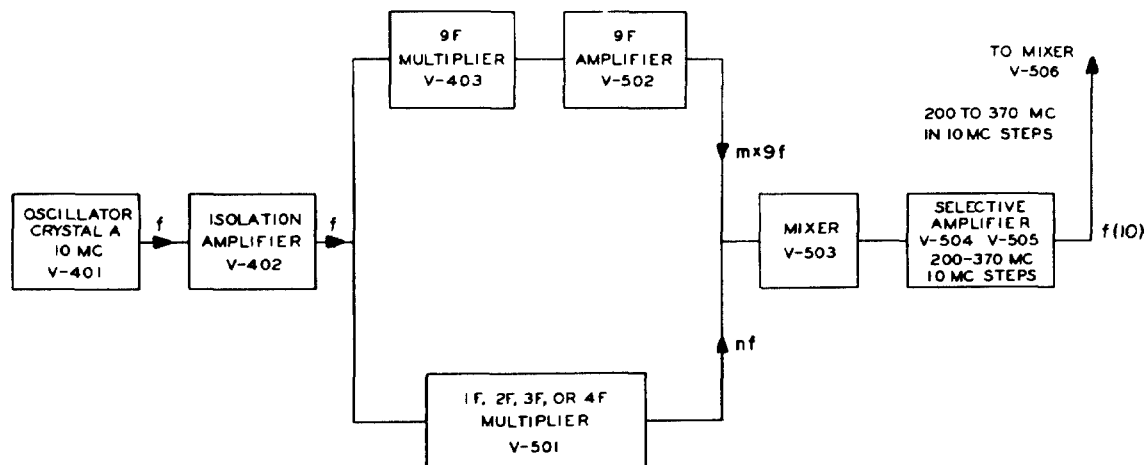 9F
MULTIPLIER
V-403
9F
AMPLIFIER
V-502
TO MIXER
V-506
200 TO 370 MC
IN 10 MC STEPS
m×9f
OSCILLATOR
CRYSTAL A
10 MC
V-401
f
ISOLATION
AMPLIFIER
V-402
f
MIXER
V-503
SELECTIVE
AMPLIFIER
V-504 V-505
200-370 MC
10 MC STEPS
f(10)
nf
1F, 2F, 3F, OR 4F
MULTIPLIER
V-501